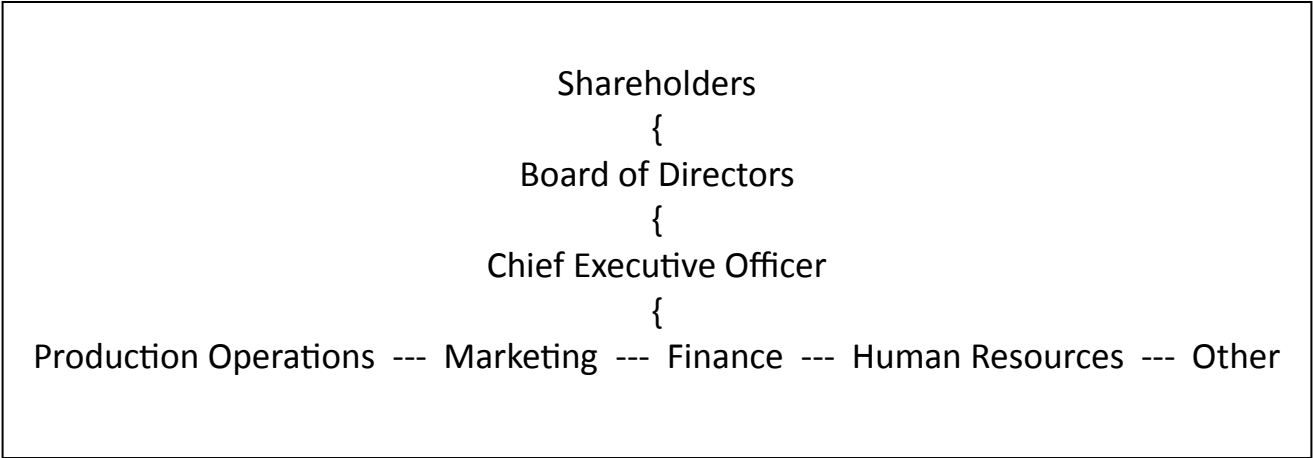 Shareholders
{
Board of Directors
{
Chief Executive Officer
{
Production Operations --- Marketing --- Finance --- Human Resources --- Other